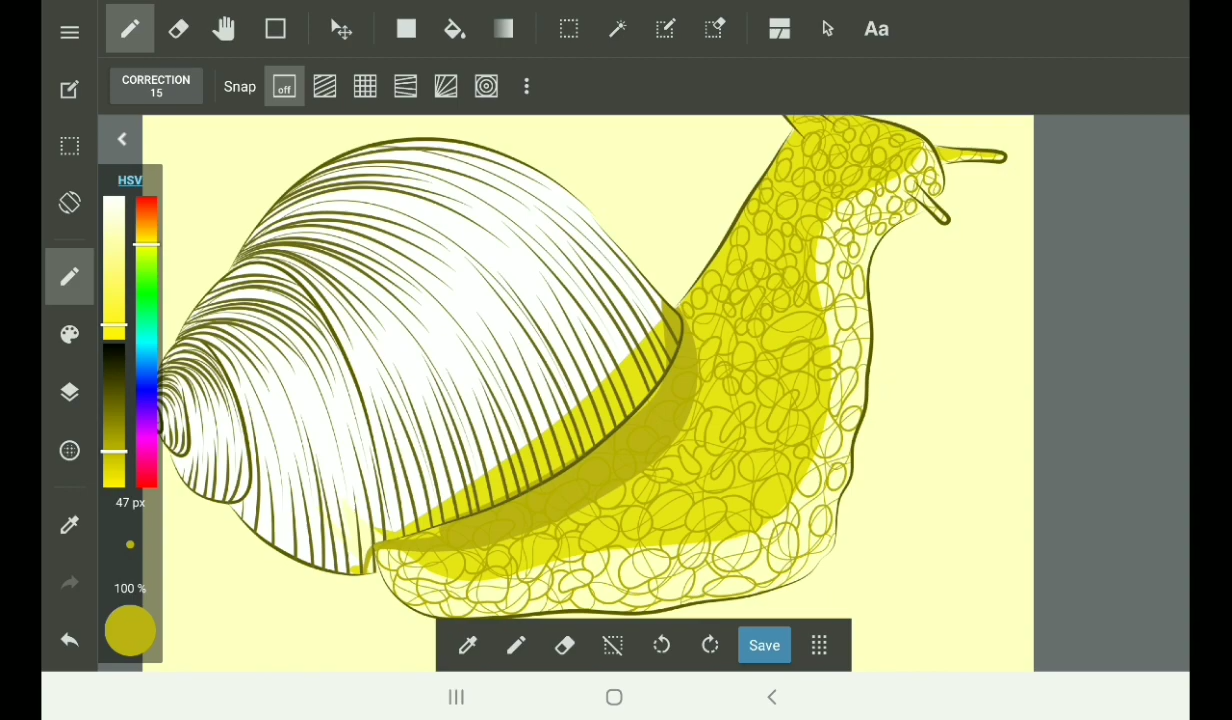 Aa
CORRECTION
15
Snap
off
HSV
47 px
100 %
Save